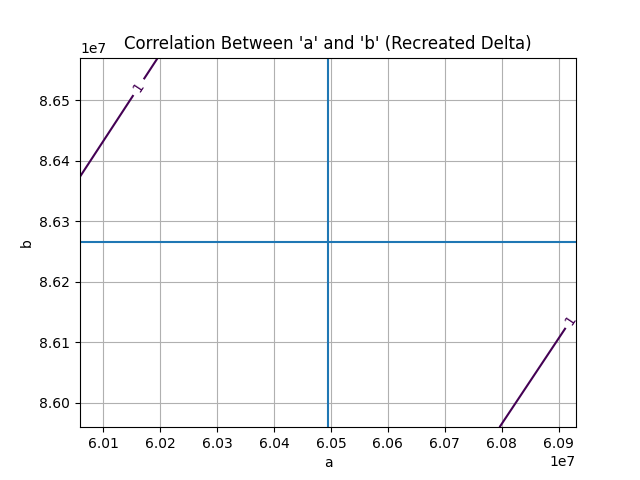 Correlation Between 'a' and 'b' (Recreated Delta)
1e7
8.65
8.64
8.63
8.62
8.61
8.60
b
1
1
6.01 6.02 6.03 6.04 6.05 6.06 6.07 6.08 6.09
a
1e7